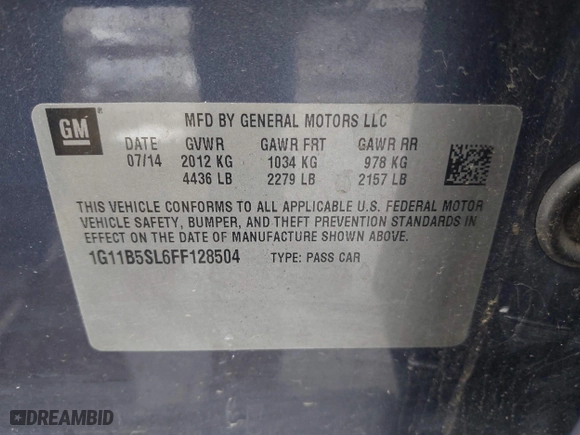 GM
MFD BY GENERAL MOTORS LLC
DATE GVWR GAWR FRT GAWR RR
07/14 2012 KG 1034 KG 978 KG
4436 LB 2279 LB 2157 LB
THIS VEHICLE CONFORMS TO ALL APPLICABLE U.S. FEDERAL MOTOR
VEHICLE SAFETY, BUMPER, AND THEFT PREVENTION STANDARDS IN
EFFECT ON THE DATE OF MANUFACTURE SHOWN ABOVE.
1G11B5SL6FF128504 TYPE: PASS CAR
DREAMBID